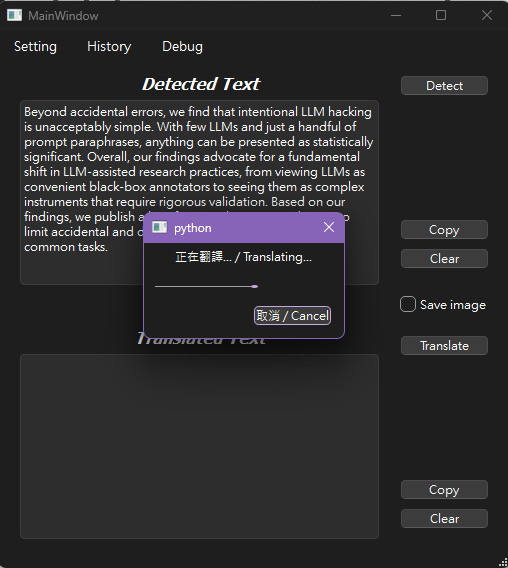 MainWindow
Setting History Debug
Detected Text
Detect
Beyond accidental errors, we find that intentional LLM hacking
is unacceptably simple. With few LLMs and just a handful of
prompt paraphrases, anything can be presented as statistically
significant. Overall, our findings advocate for a fundamental
shift in LLM-assisted research practices, from viewing LLMs as
convenient black-box annotators to seeing them as complex
instruments that require rigorous validation. Based on our
findings, we publish
limit accidental and
common tasks.
python
正在翻譯... / Translating...
取消 / Cancel
Copy
Clear
Save image
Translated Text
Translate
Copy
Clear